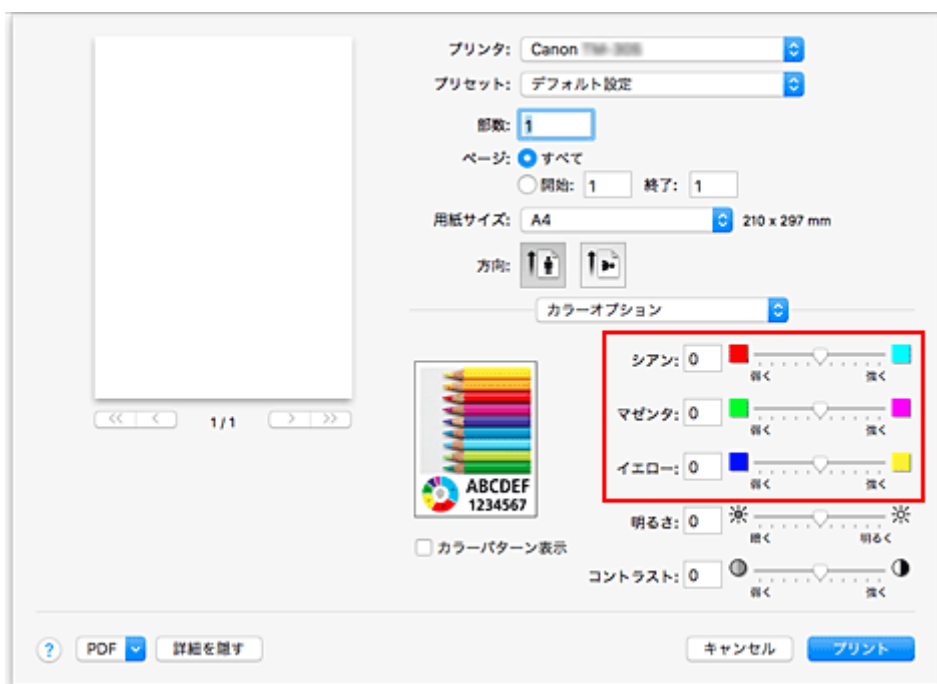 プリンタ: Canon
プリセット: デフォルト設定
部数: 1
ページ: すべて
開始: 1 終了: 1
用紙サイズ: A4 210 x 297 mm
方向:
1/1
カラーオプション
シアン: 0
弱く 強く
マゼンタ: 0
弱く 強く
イエロー: 0
弱く 強く
ABCDEF
1234567
明るさ: 0
暗く 明るく
カラーパターン表示
コントラスト: 0
弱く 強く
? PDF 詳細を隠す キャンセル プリント